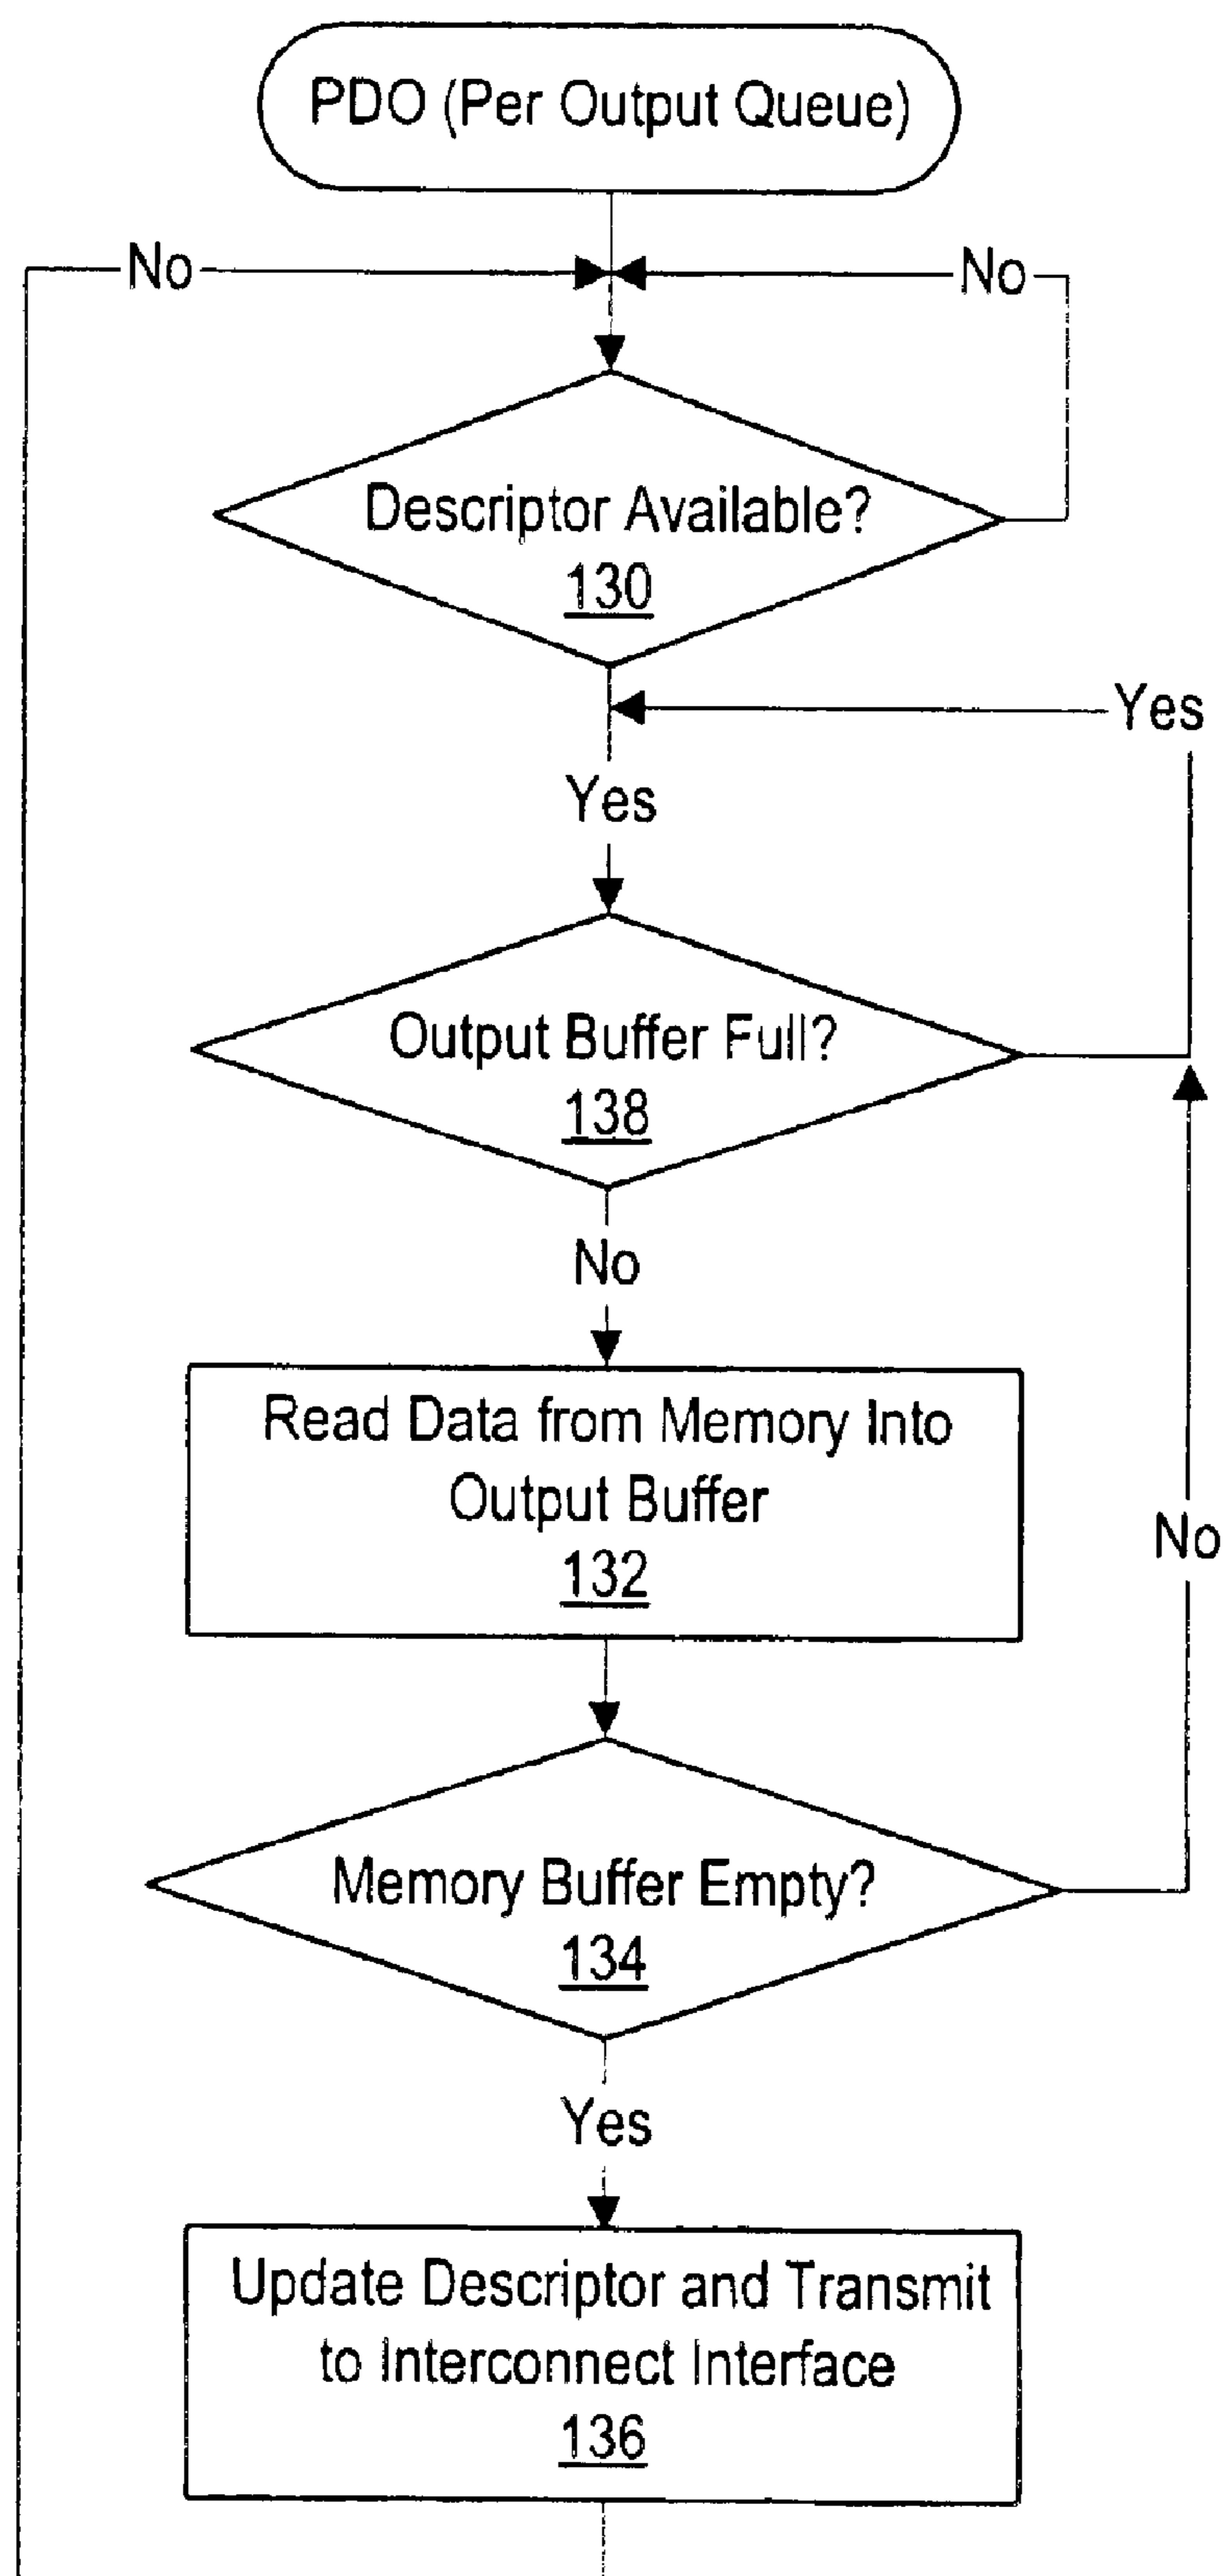 PDO (Per Output Queue)
No
No
Descriptor Available?
130
Yes
Yes
Output Buffer Full?
138
No
Read Data from Memory Into
Output Buffer
132
No
Memory Buffer Empty?
134
Yes
Update Descriptor and Transmit
to Interconnect Interface
136